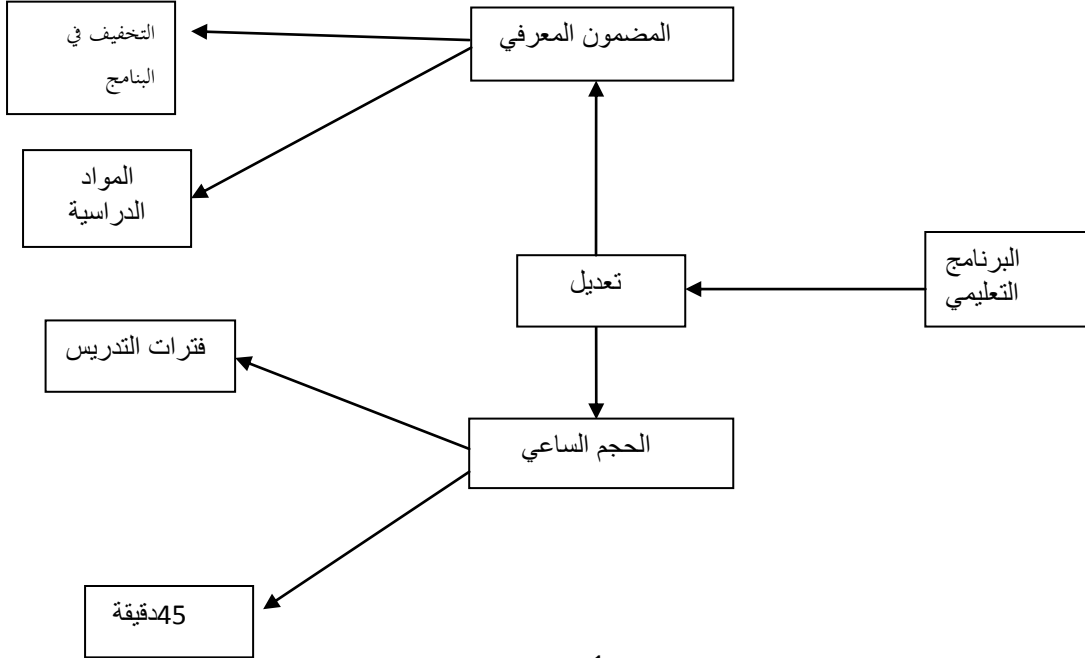 المضمون المعرفي
التخفيف في
البنامج
المواد
الدراسية
البرنامج
التعليمي
تعديل
فترات التدريس
الحجم الساعي
45دقيقة